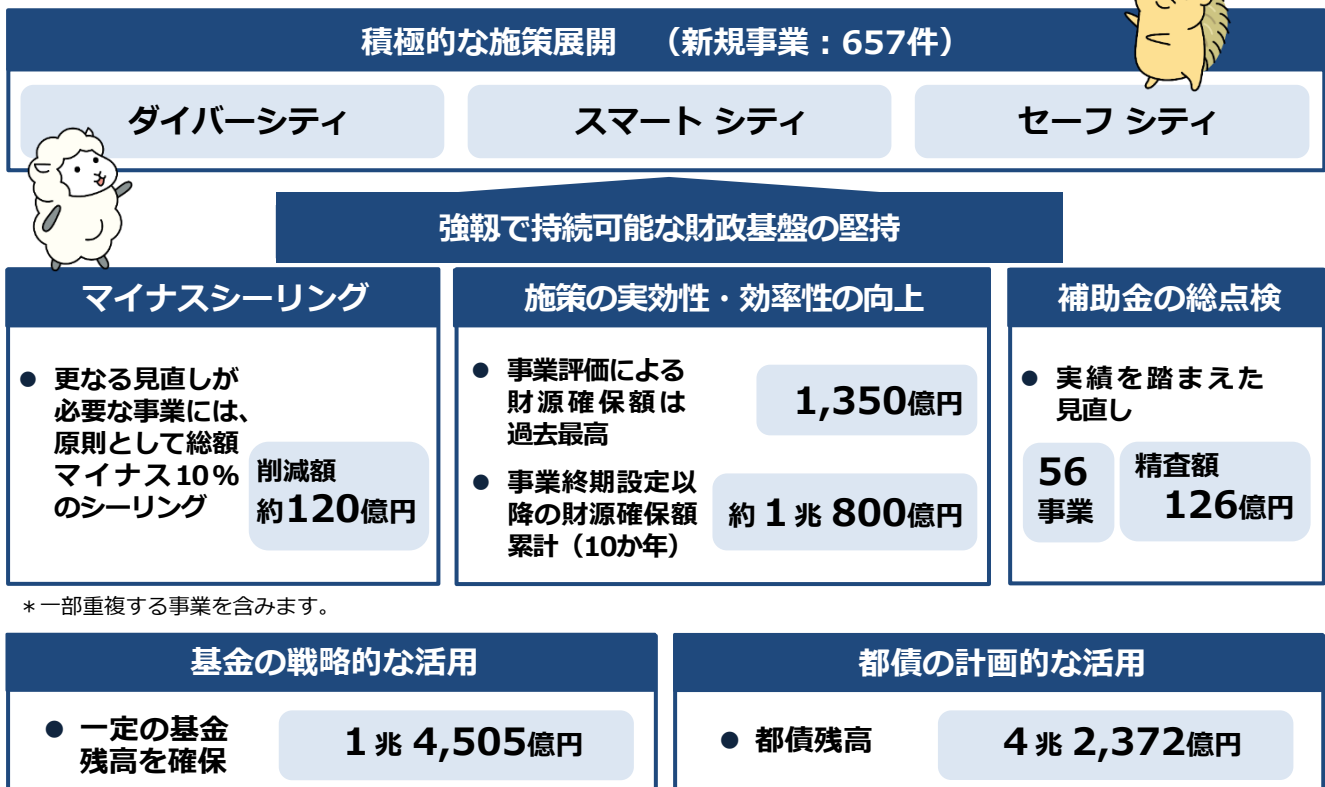 積極的な施策展開　（新規事業：657件）
ダイバーシティ
スマート シティ
セーフ シティ
強靱で持続可能な財政基盤の堅持
マイナスシーリング
● 更なる見直しが
必要な事業には、
原則として総額
マイナス10％
のシーリング
削減額
約120億円
施策の実効性・効率性の向上
● 事業評価による
財源確保額は
過去最高
1,350億円
● 事業終期設定以
降の財源確保額
累計（10か年）
約１兆 800億円
補助金の総点検
● 実績を踏まえた
見直し
56
事業
精査額
126億円
＊一部重複する事業を含みます。
基金の戦略的な活用
● 一定の基金
残高を確保
１兆 4,505億円
都債の計画的な活用
● 都債残高
４兆 2,372億円